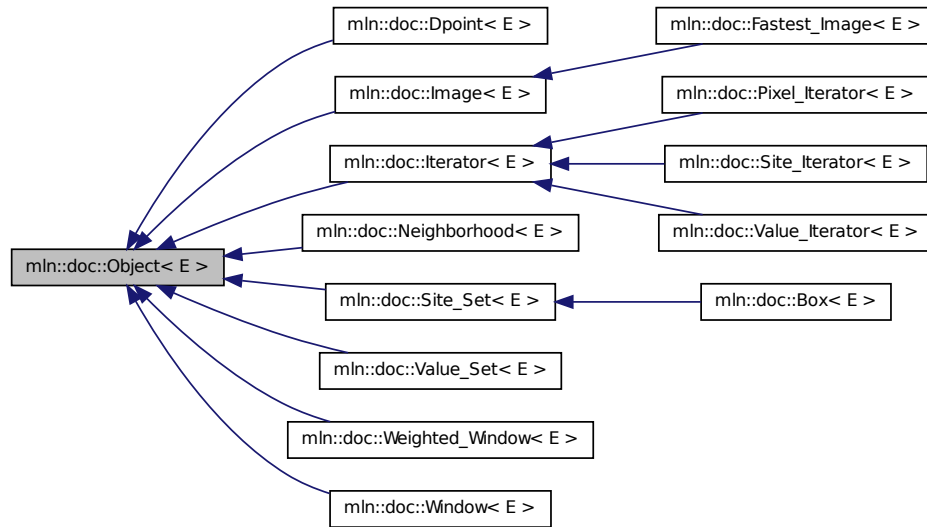 mln::doc::Dpoint< E >
mln::doc::Fastest_Image< E >
mln::doc::Image< E >
mln::doc::Pixel_Iterator< E >
mln::doc::Iterator< E >
mln::doc::Site_Iterator< E >
mln::doc::Neighborhood< E >
mln::doc::Value_Iterator< E >
mln::doc::Object< E >
mln::doc::Site_Set< E >
mln::doc::Box< E >
mln::doc::Value_Set< E >
mln::doc::Weighted_Window< E >
mln::doc::Window< E >